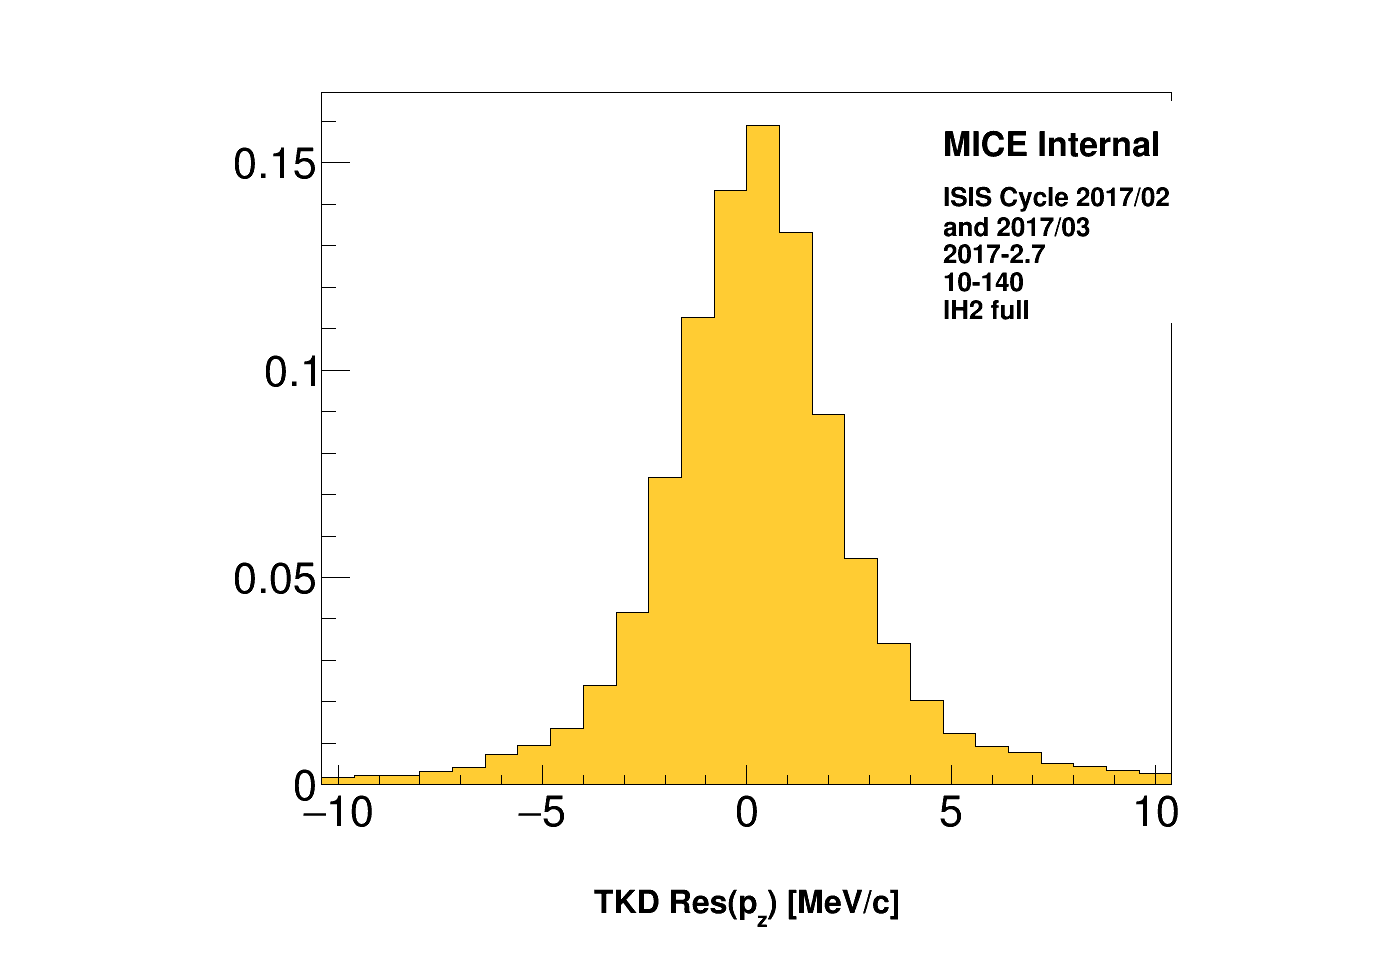 MICE Internal
ISIS Cycle 2017/02
and 2017/03
2017-2.7
10-140
lH2 full
0.15
0.1
0.05
0
−10 −5 0 5 10
TKD Res(pz) [MeV/c]